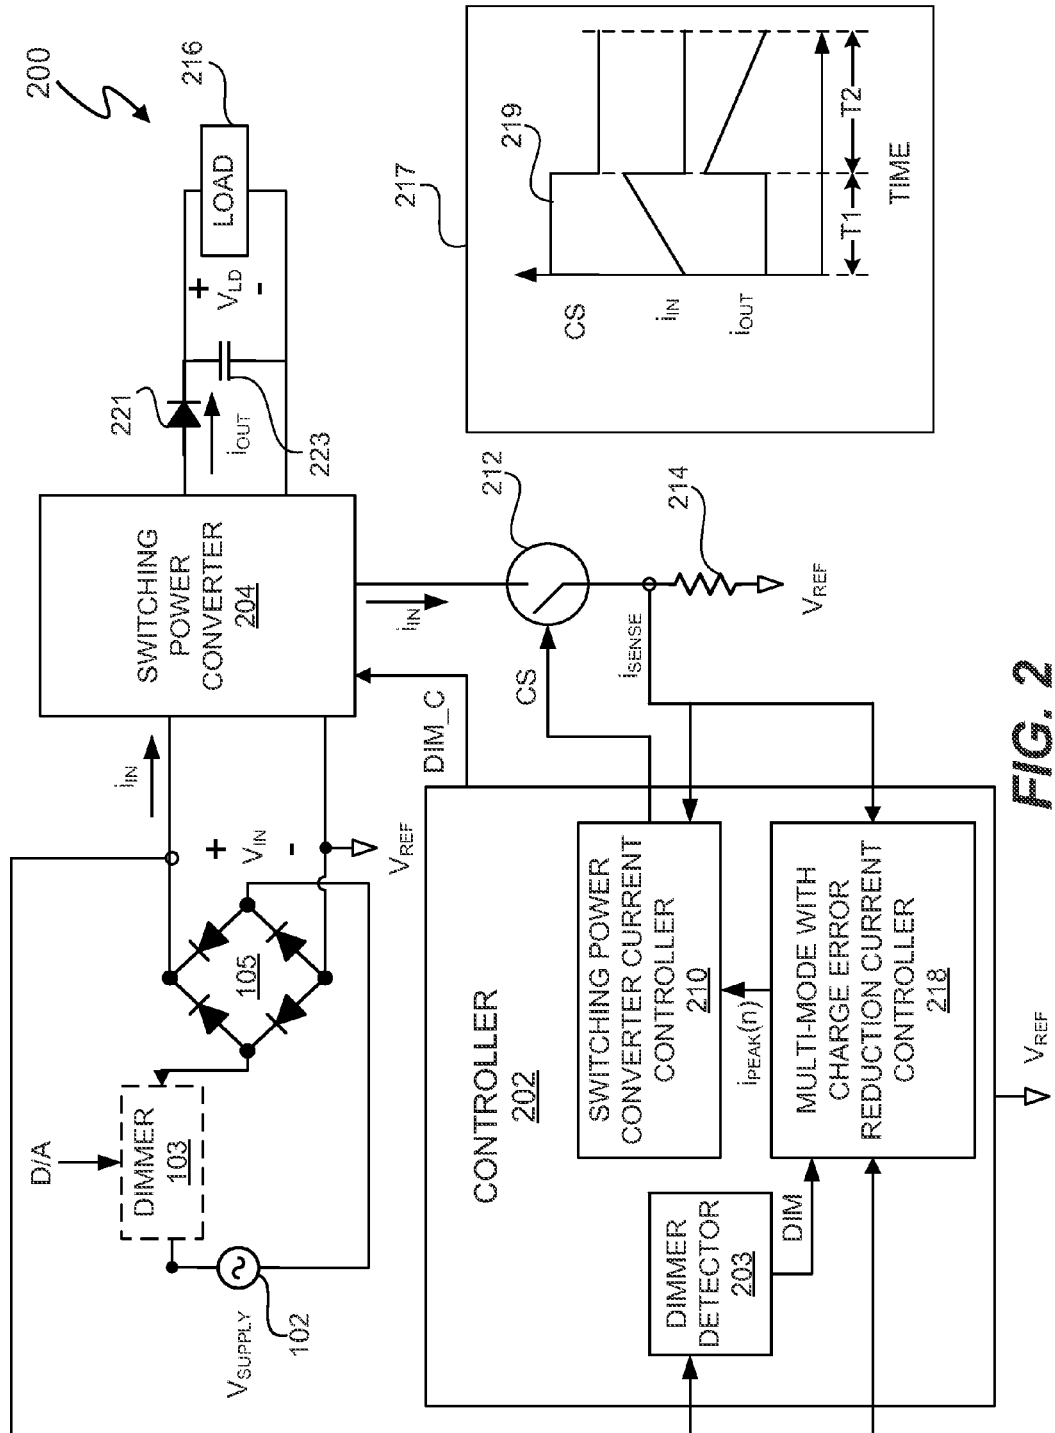 200
D/A
DIMMER
103
VSUPPLY
102
105
iIN
+
VIN
-
VREF
SWITCHING
POWER
CONVERTER
204
221
iOUT
223
+
VLD
-
LOAD
216
iIN
DIM_C
CS
212
iSENSE
214
VREF
CONTROLLER
202
DIMMER
DETECTOR
203
DIM
SWITCHING POWER
CONVERTER CURRENT
CONTROLLER
210
iPEAK(n)
MULTI-MODE WITH
CHARGE ERROR
REDUCTION CURRENT
CONTROLLER
218
VREF
217
219
CS
iIN
iOUT
T1
T2
TIME
FIG. 2